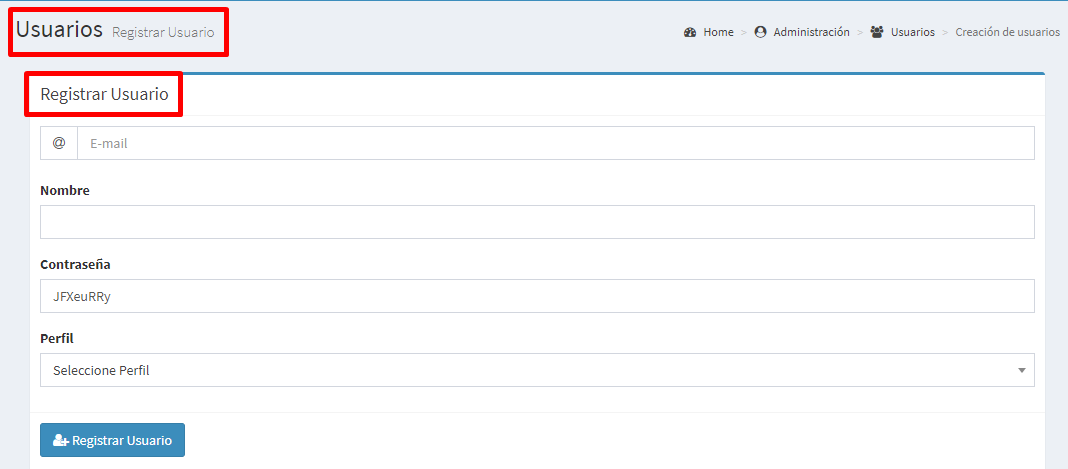 Usuarios Registrar Usuario
Home > Administración > Usuarios > Creación de usuarios
Registrar Usuario
@ E-mail
Nombre
Contraseña
JFXeuRRy
Perfil
Seleccione Perfil
Registrar Usuario